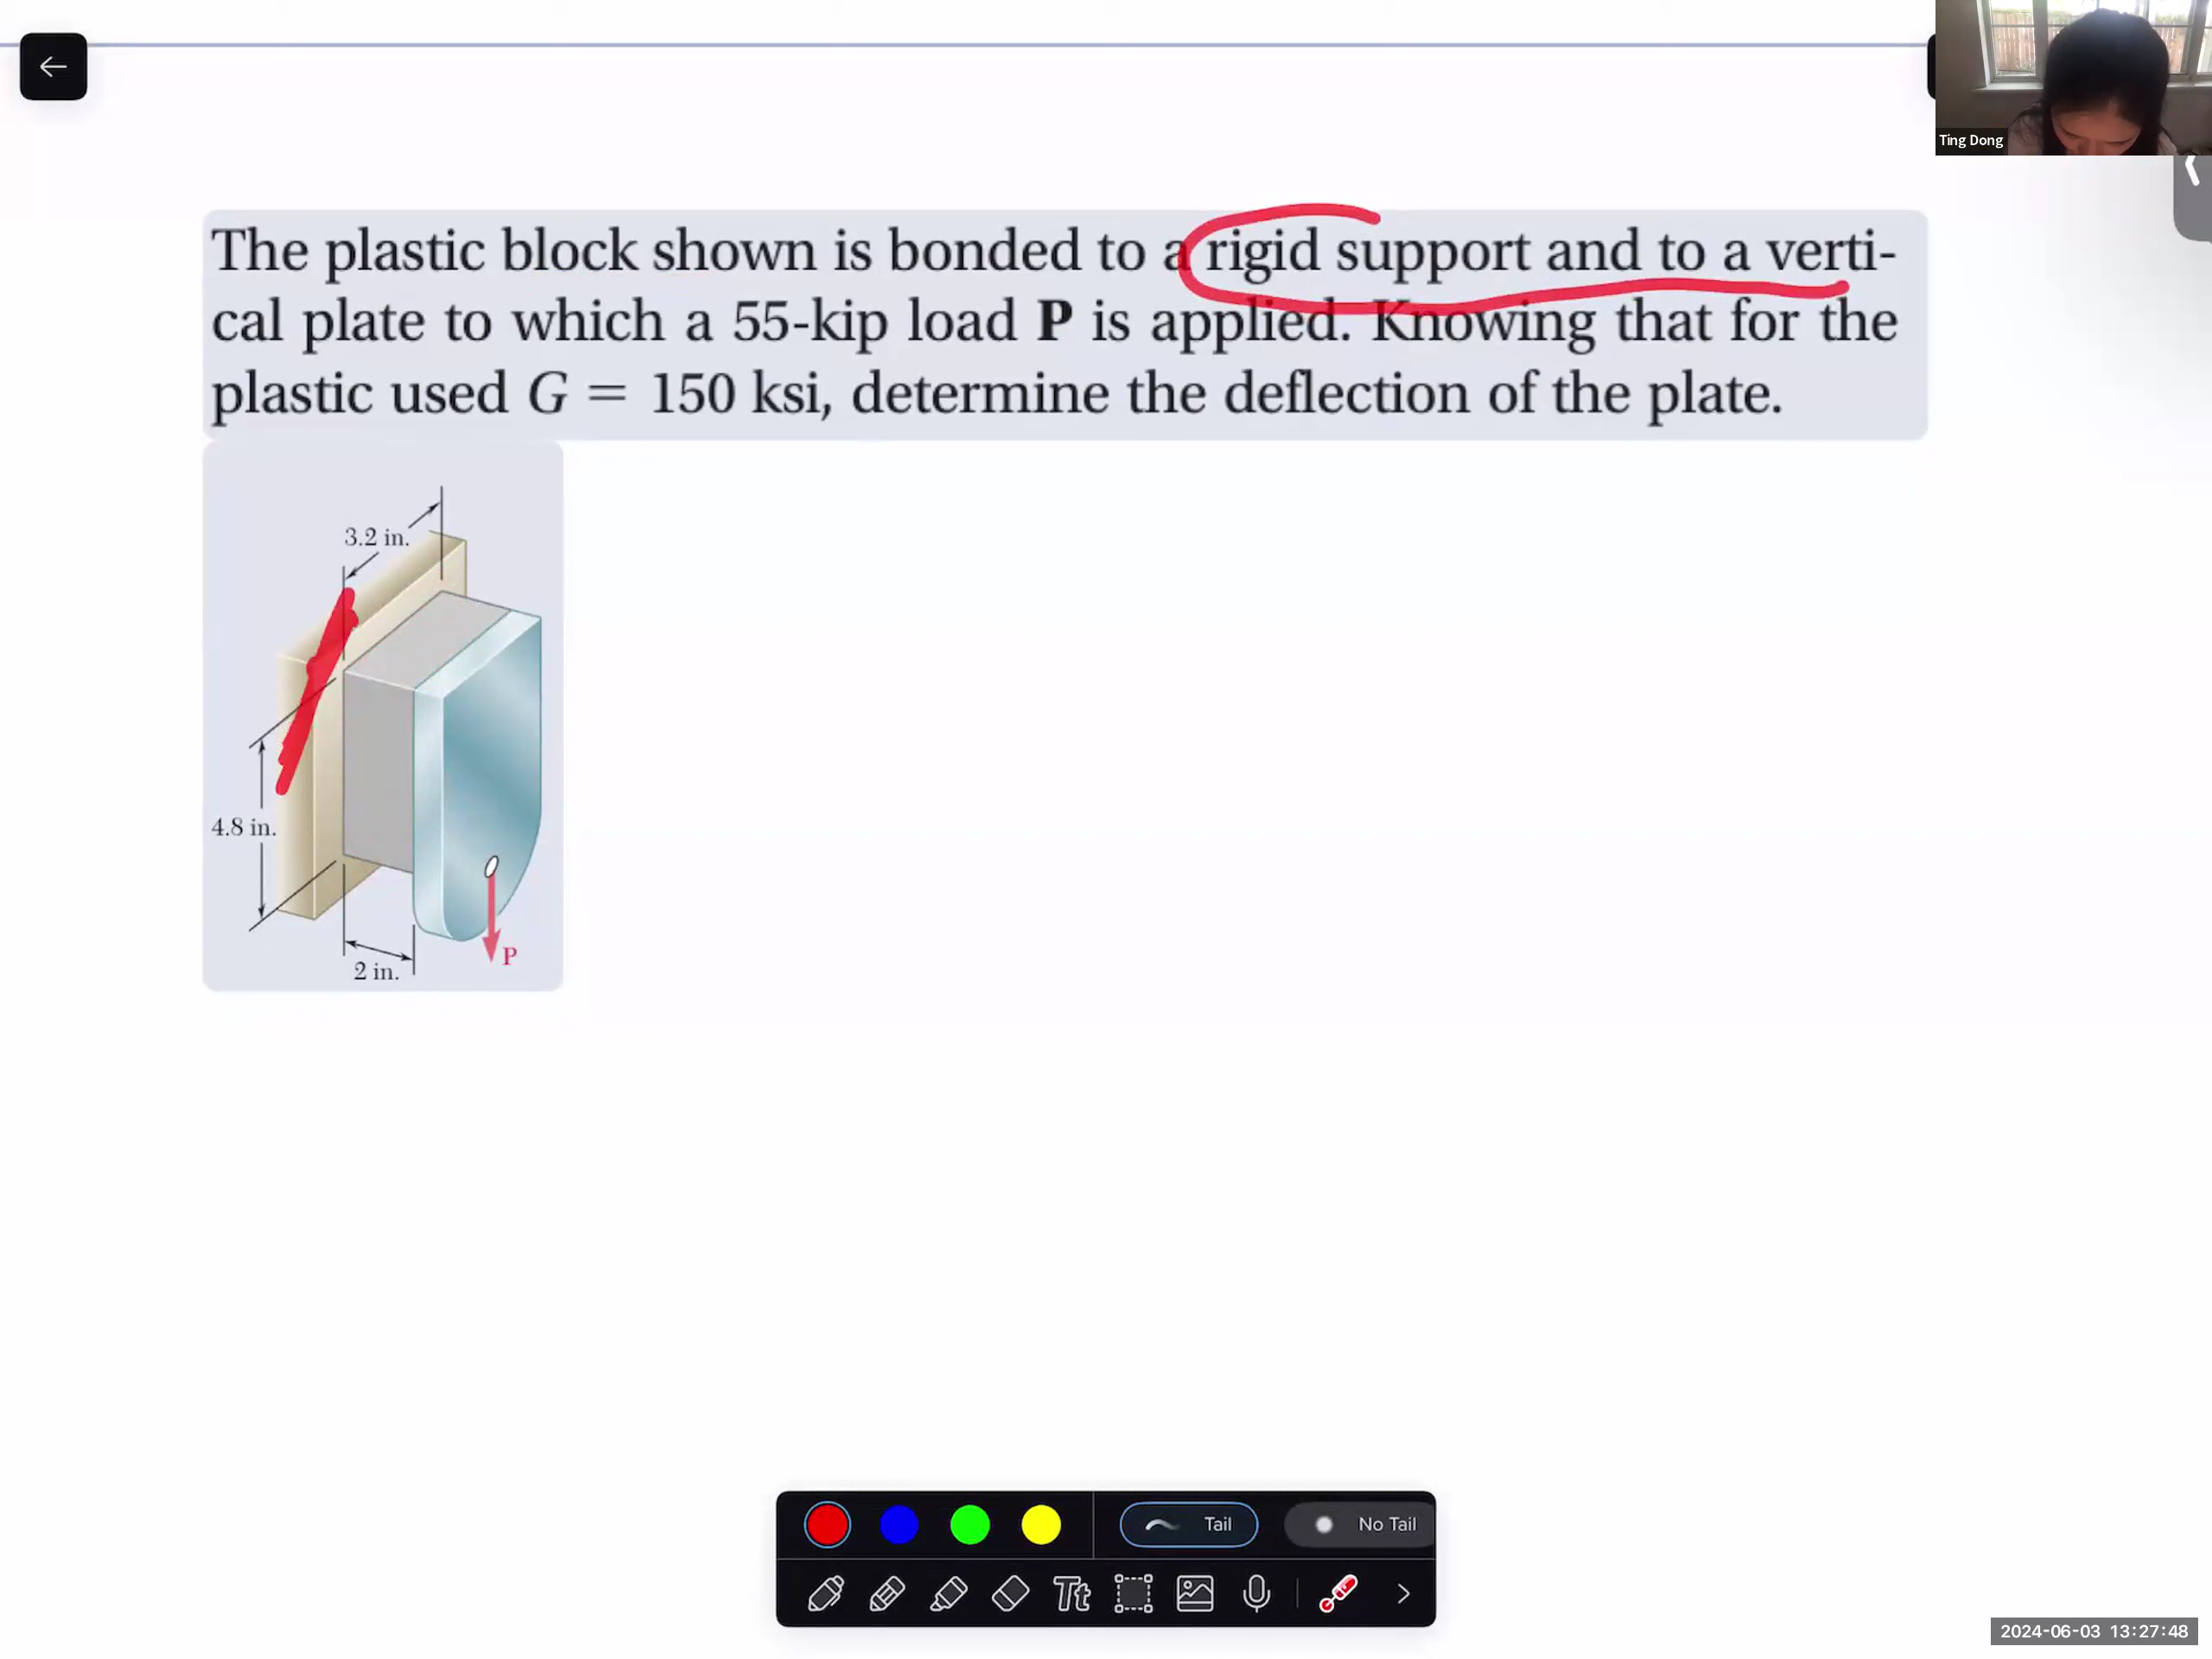 Ting Dong
The plastic block shown is bonded to a rigid support and to a verti-
cal plate to which a 55-kip load P is applied. Knowing that for the
plastic used G = 150 ksi, determine the deflection of the plate.
3.2 in.
4.8 in.
2 in.
P
Tail
No Tail
Tt
2024-06-03 13:27:48